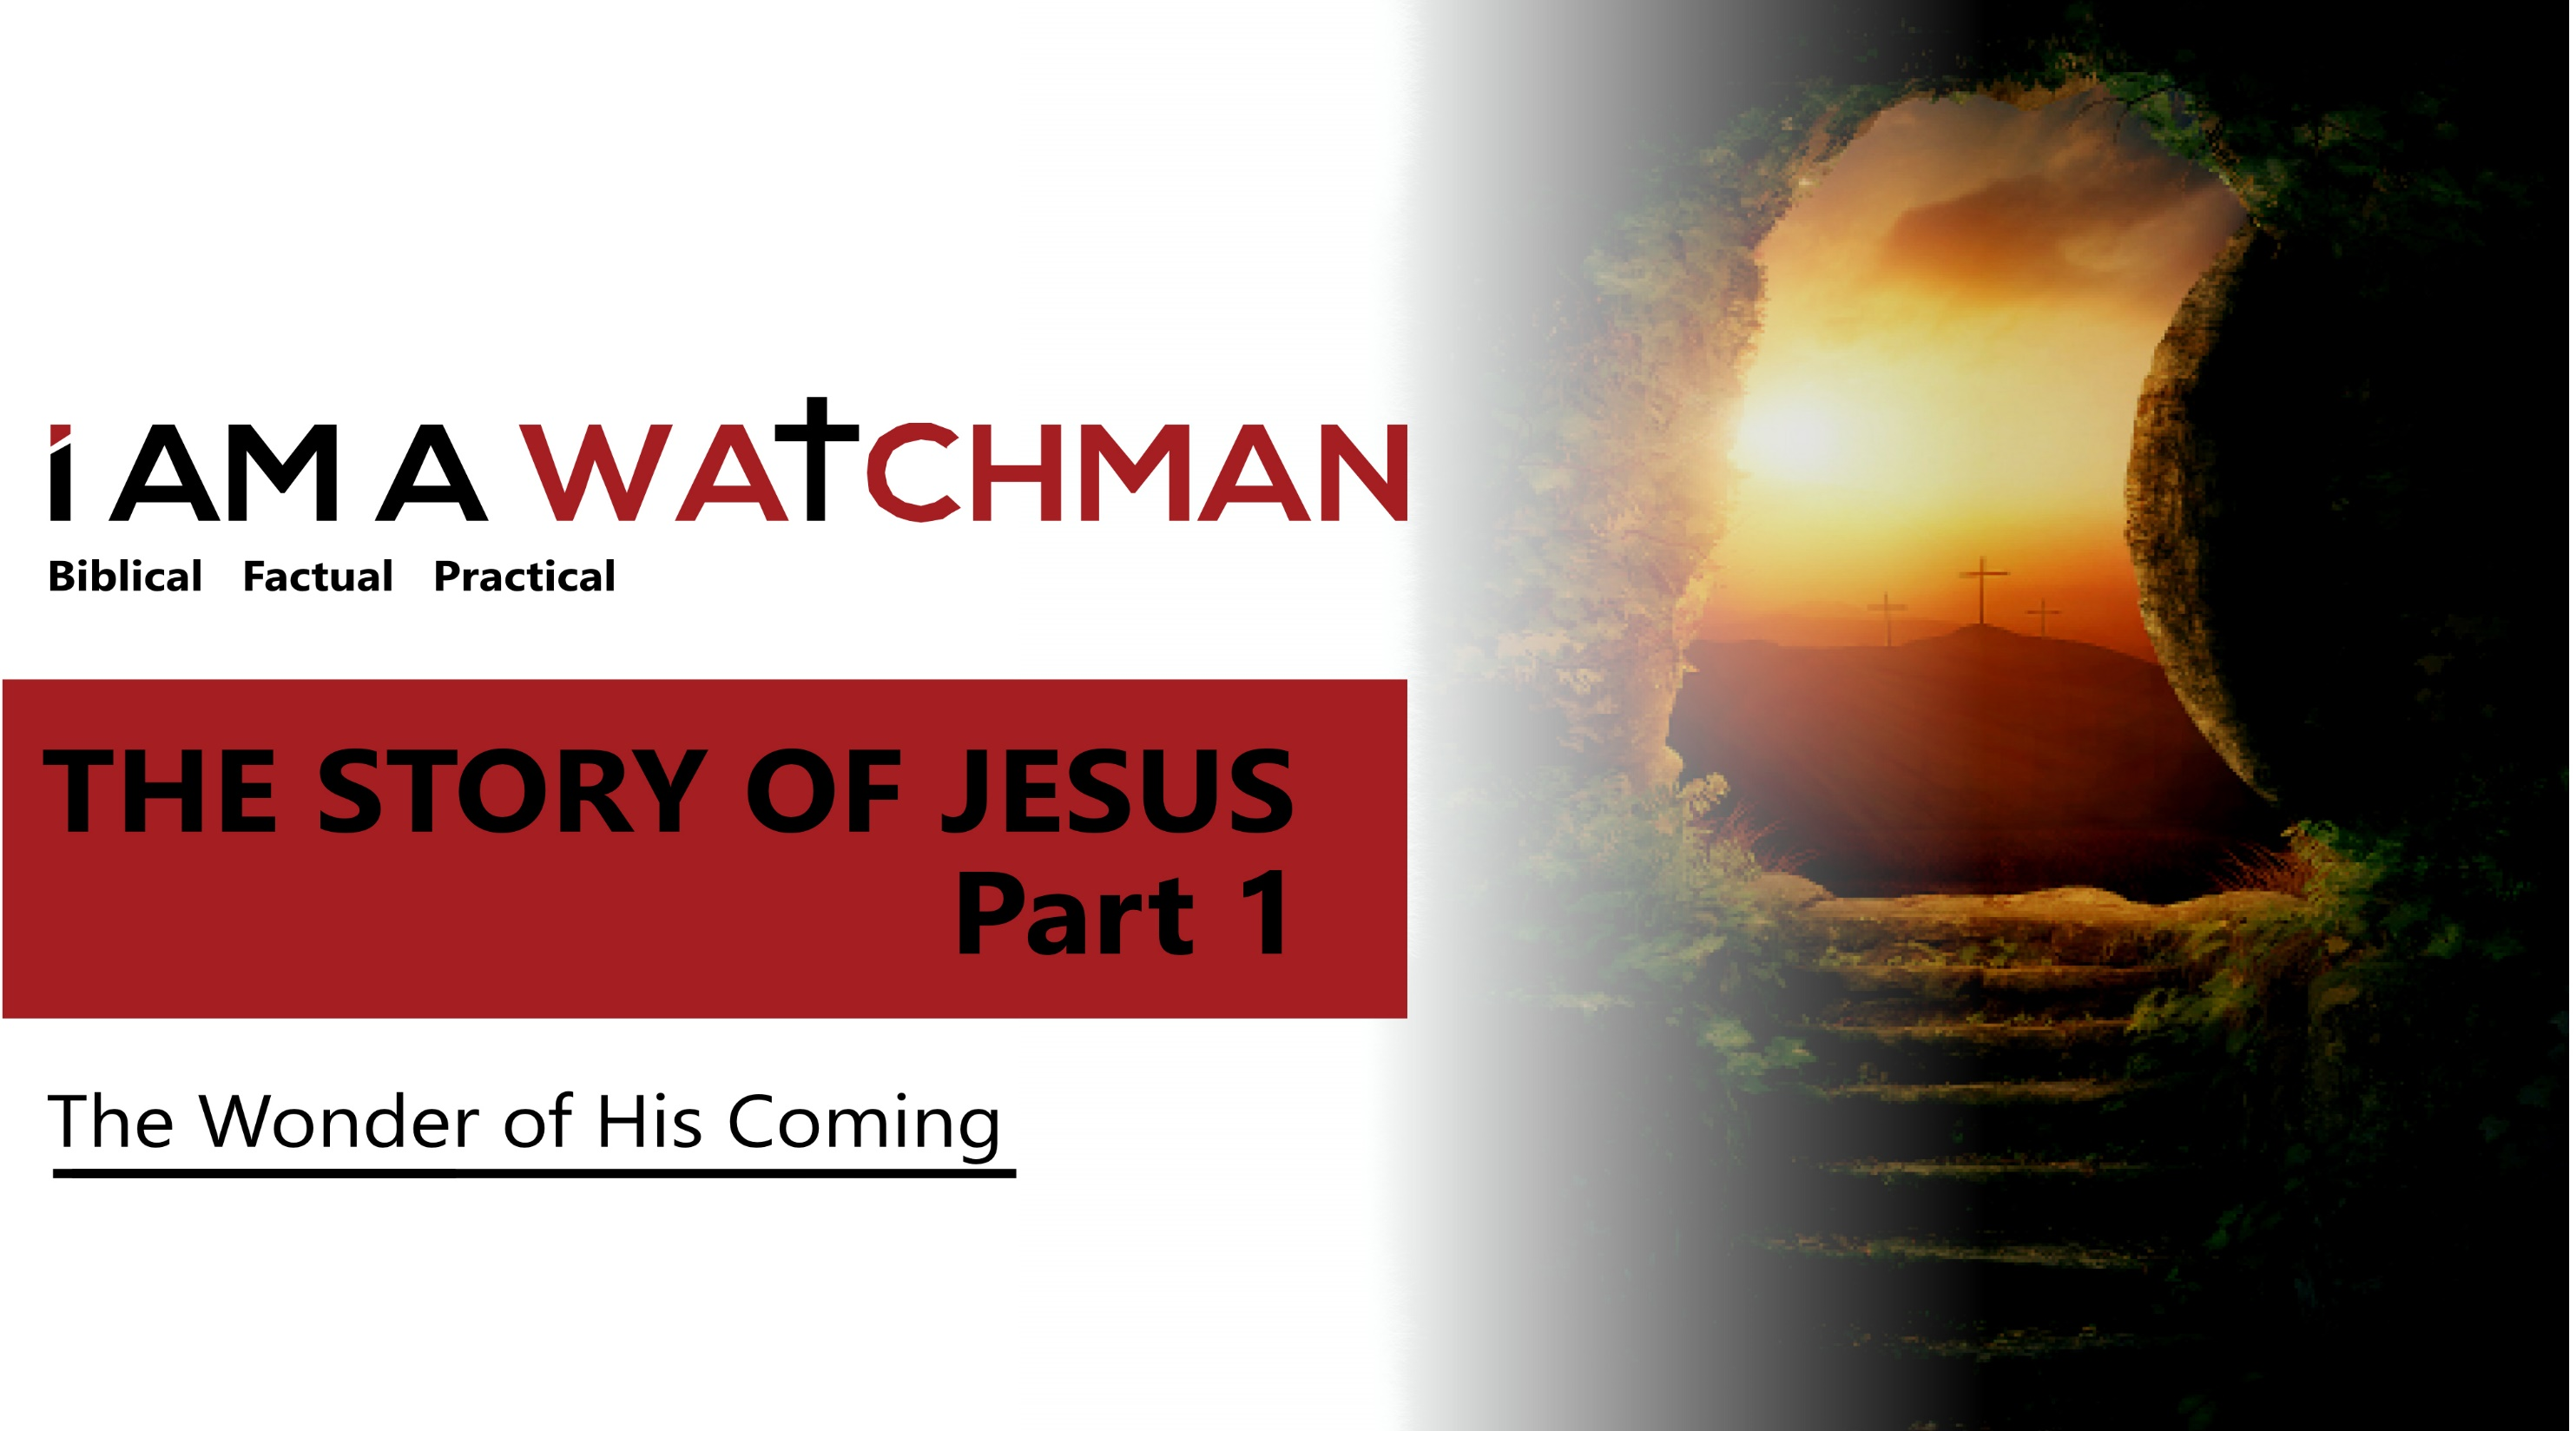 i AM A WATCHMAN
Biblical Factual Practical
THE STORY OF JESUS
Part 1
The Wonder of His Coming